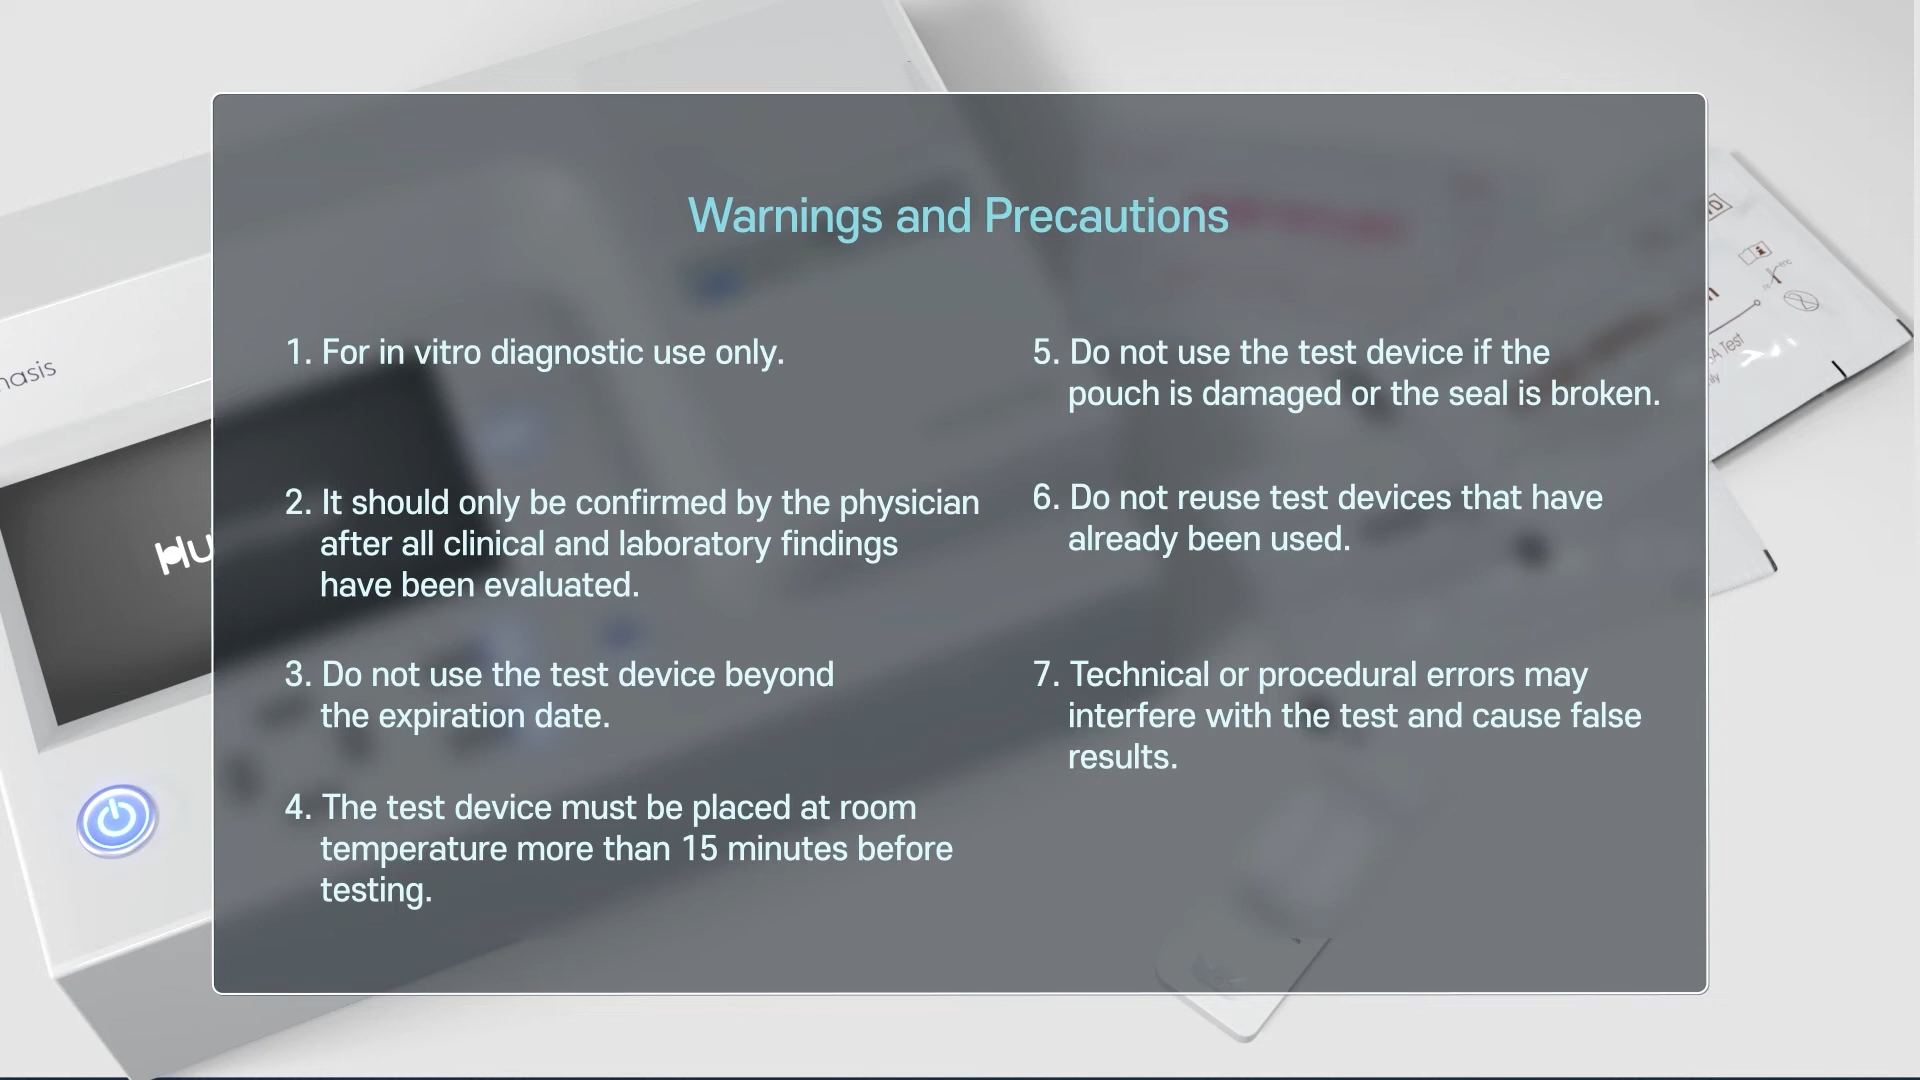 Warnings and Precautions
1. For in vitro diagnostic use only.
2. It should only be confirmed by the physician
after all clinical and laboratory findings
have been evaluated.
3. Do not use the test device beyond
the expiration date.
4. The test device must be placed at room
temperature more than 15 minutes before
testing.
5. Do not use the test device if the
pouch is damaged or the seal is broken.
6. Do not reuse test devices that have
already been used.
7. Technical or procedural errors may
interfere with the test and cause false
results.
Test